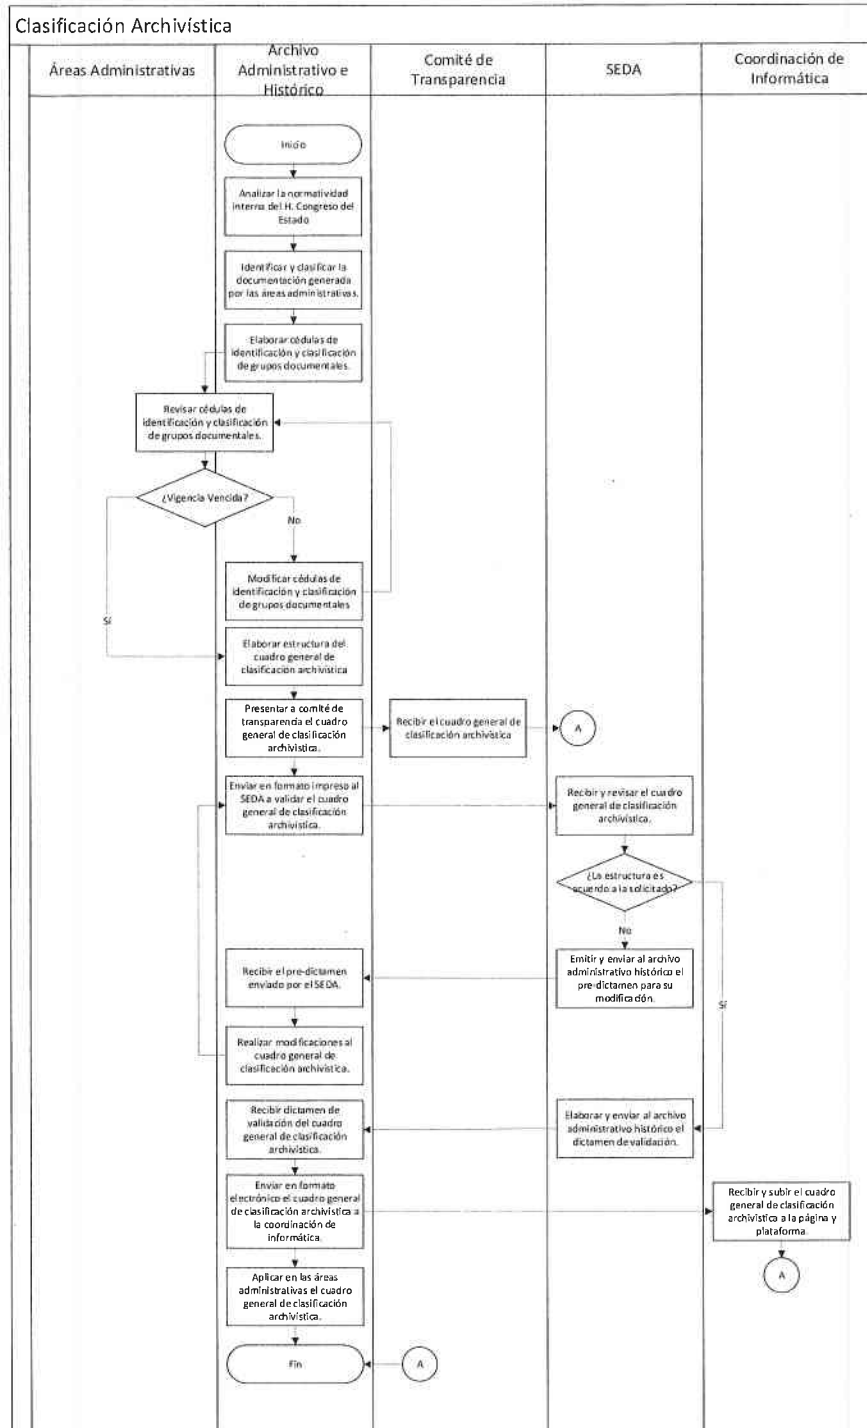 Clasificación Archivística
Áreas Administrativas
Archivo
Administrativo e
Histórico
Comité de
Transparencia
SEDA
Coordinación de
Informática
Inicio
Analizar la normatividad
interna del H. Congreso del
Estado
Identificar y clasificar la
documentación generada
por las áreas administrativas.
Elaborar cédulas de
identificación y clasificación
de grupos documentales.
Revisar cédulas de
identificación y clasificación
de grupos documentales.
¿Vigencia Vencida?
No
Modificar cédulas de
identificación y clasificación
de grupos documentales
Sí
Elaborar estructura del
cuadro general de
clasificación archivística
Presentar a comité de
transparencia el cuadro
general de clasificación
archivística.
Recibir el cuadro general de
clasificación archivística
A
Enviar en formato impreso al
SEDA a validar el cuadro
general de clasificación
archivística.
Recibir y revisar el cuadro
general de clasificación
archivística.
¿La estructura es
acuerdo a la solicitado?
No
Recibir el pre-dictamen
enviado por el SEDA.
Emitir y enviar al archivo
administrativo histórico el
pre-dictamen para su
modificación.
Sí
Realizar modificaciones al
cuadro general de
clasificación archivística.
Recibir dictamen de
validación del cuadro
general de clasificación
archivística.
Elaborar y enviar al archivo
administrativo histórico el
dictamen de validación.
Enviar en formato
electrónico el cuadro general
de clasificación archivística a
la coordinación de
informática.
Recibir y subir el cuadro
general de clasificación
archivística a la página y
plataforma.
A
Aplicar en las áreas
administrativas el cuadro
general de clasificación
archivística.
Fin
A